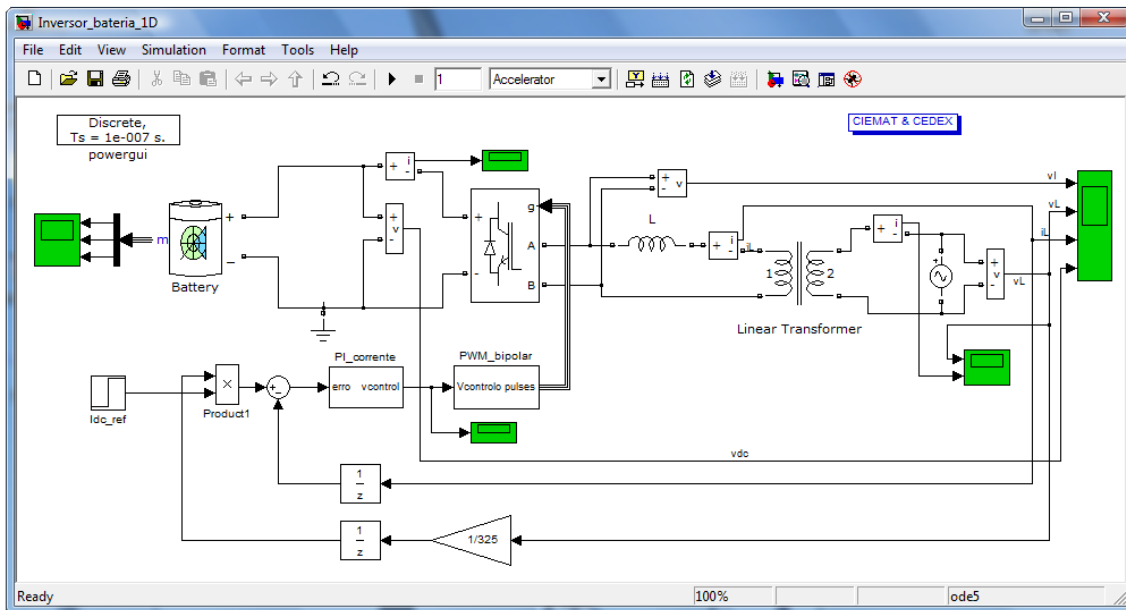 Inversor_bateria_1D
File Edit View Simulation Format Tools Help
1 Accelerator
Discrete,
Ts = 1e-007 s.
powergui
CIEMAT & CEDEX
m
+
−
Battery
+ i -
+ v -
+
-
g
A
B
+ v -
L
+ i -
iL
1
2
Linear Transformer
+ i -
+
+ v -
vL
vI
vL
iL
Idc_ref
×
Product1
+
−
PI_corrente
erro vcontrol
PWM_bipolar
Vcontrolo pulses
vdc
1
z
1
z
1/325
Ready
100%
ode5